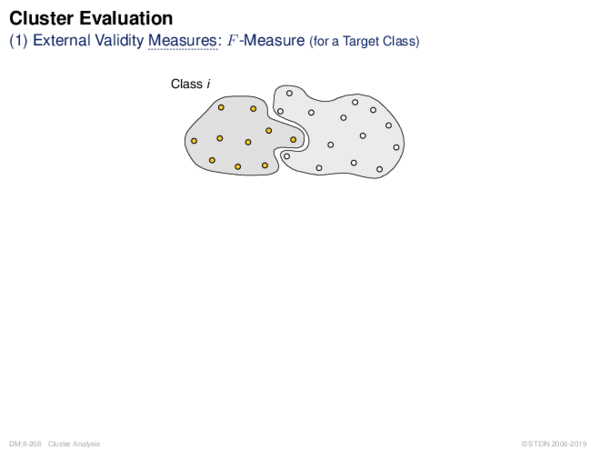 Cluster Evaluation
(1) External Validity Measures: F-Measure (for a Target Class)
Class i
DM:II-208 Cluster Analysis
© STEIN 2006-2019